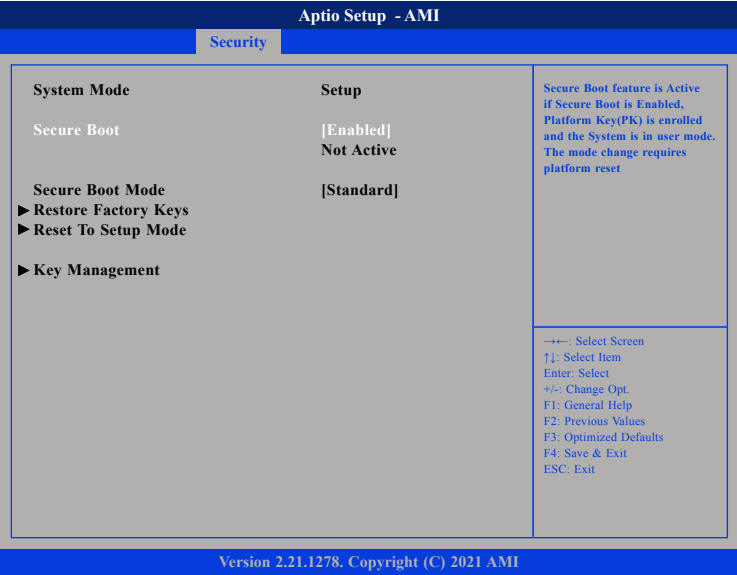 Aptio Setup - AMI
Security
System Mode Setup
Secure Boot [Enabled]
Not Active
Secure Boot Mode [Standard]
▶ Restore Factory Keys
▶ Reset To Setup Mode
▶ Key Management
Secure Boot feature is Active
if Secure Boot is Enabled,
Platform Key(PK) is enrolled
and the System is in user mode.
The mode change requires
platform reset
→←: Select Screen
↑↓: Select Item
Enter: Select
+/-: Change Opt.
F1: General Help
F2: Previous Values
F3: Optimized Defaults
F4: Save & Exit
ESC: Exit
Version 2.21.1278. Copyright (C) 2021 AMI